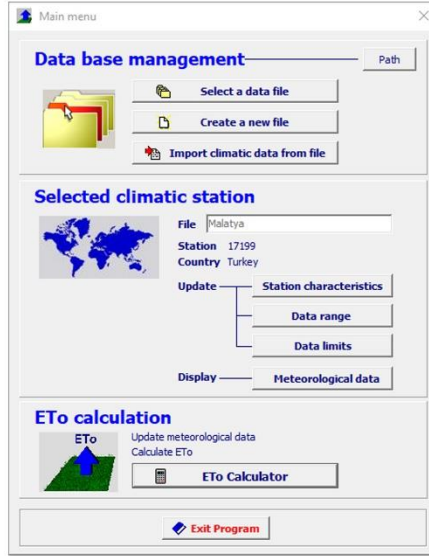 Main menu
Data base management
Path
Select a data file
Create a new file
Import climatic data from file
Selected climatic station
File Malatya
Station 17199
Country Turkey
Update
Station characteristics
Data range
Data limits
Display
Meteorological data
ETo calculation
ETo
Update meteorological data
Calculate ETo
ETo Calculator
Exit Program